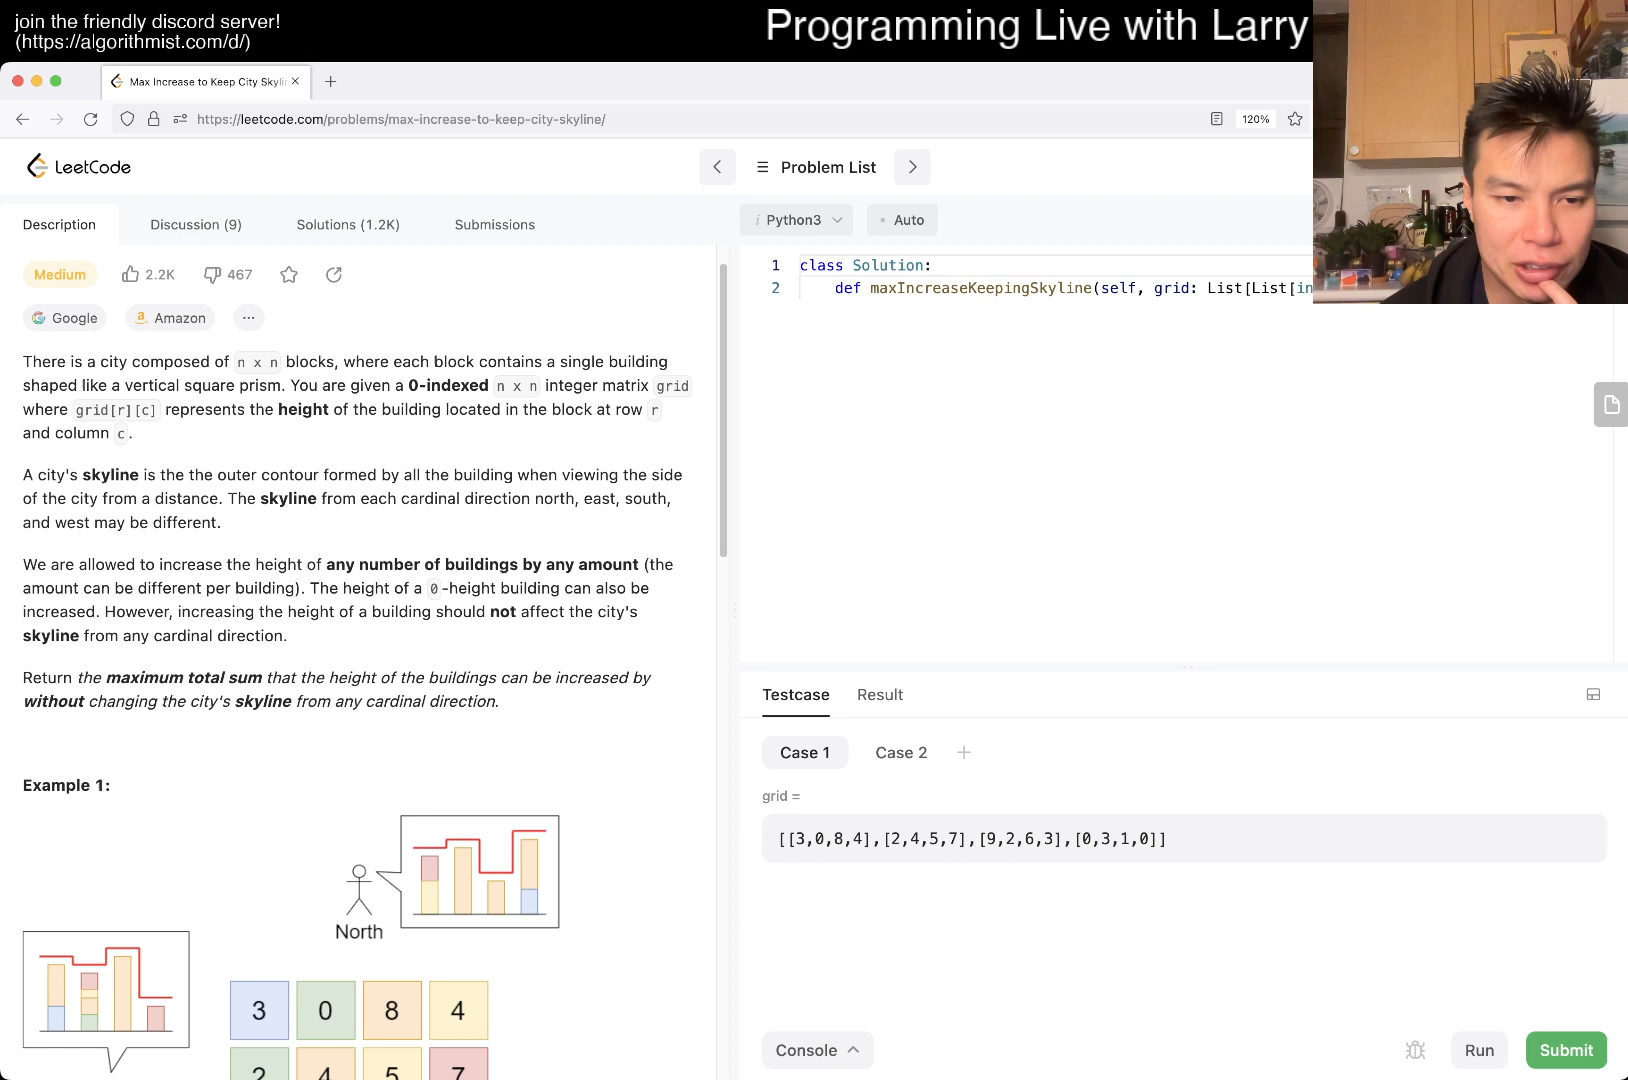 join the friendly discord server!
(https://algorithmist.com/d/)
Programming Live with Larry
Max Increase to Keep City Skyli
https://leetcode.com/problems/max-increase-to-keep-city-skyline/
120%
LeetCode
Problem List
Description
Discussion (9)
Solutions (1.2K)
Submissions
i Python3
Auto
Medium
2.2K
467
Google
Amazon
...
There is a city composed of n x n blocks, where each block contains a single building
shaped like a vertical square prism. You are given a 0-indexed n x n integer matrix grid
where grid[r][c] represents the height of the building located in the block at row r
and column c.
A city's skyline is the the outer contour formed by all the building when viewing the side
of the city from a distance. The skyline from each cardinal direction north, east, south,
and west may be different.
We are allowed to increase the height of any number of buildings by any amount (the
amount can be different per building). The height of a 0-height building can also be
increased. However, increasing the height of a building should not affect the city's
skyline from any cardinal direction.
Return the maximum total sum that the height of the buildings can be increased by
without changing the city's skyline from any cardinal direction.
Example 1:
North
3 0 8 4
2 4 5 7
1 class Solution:
2 def maxIncreaseKeepingSkyline(self, grid: List[List[in
Testcase
Result
Case 1
Case 2
grid =
[[3,0,8,4],[2,4,5,7],[9,2,6,3],[0,3,1,0]]
Console
Run
Submit